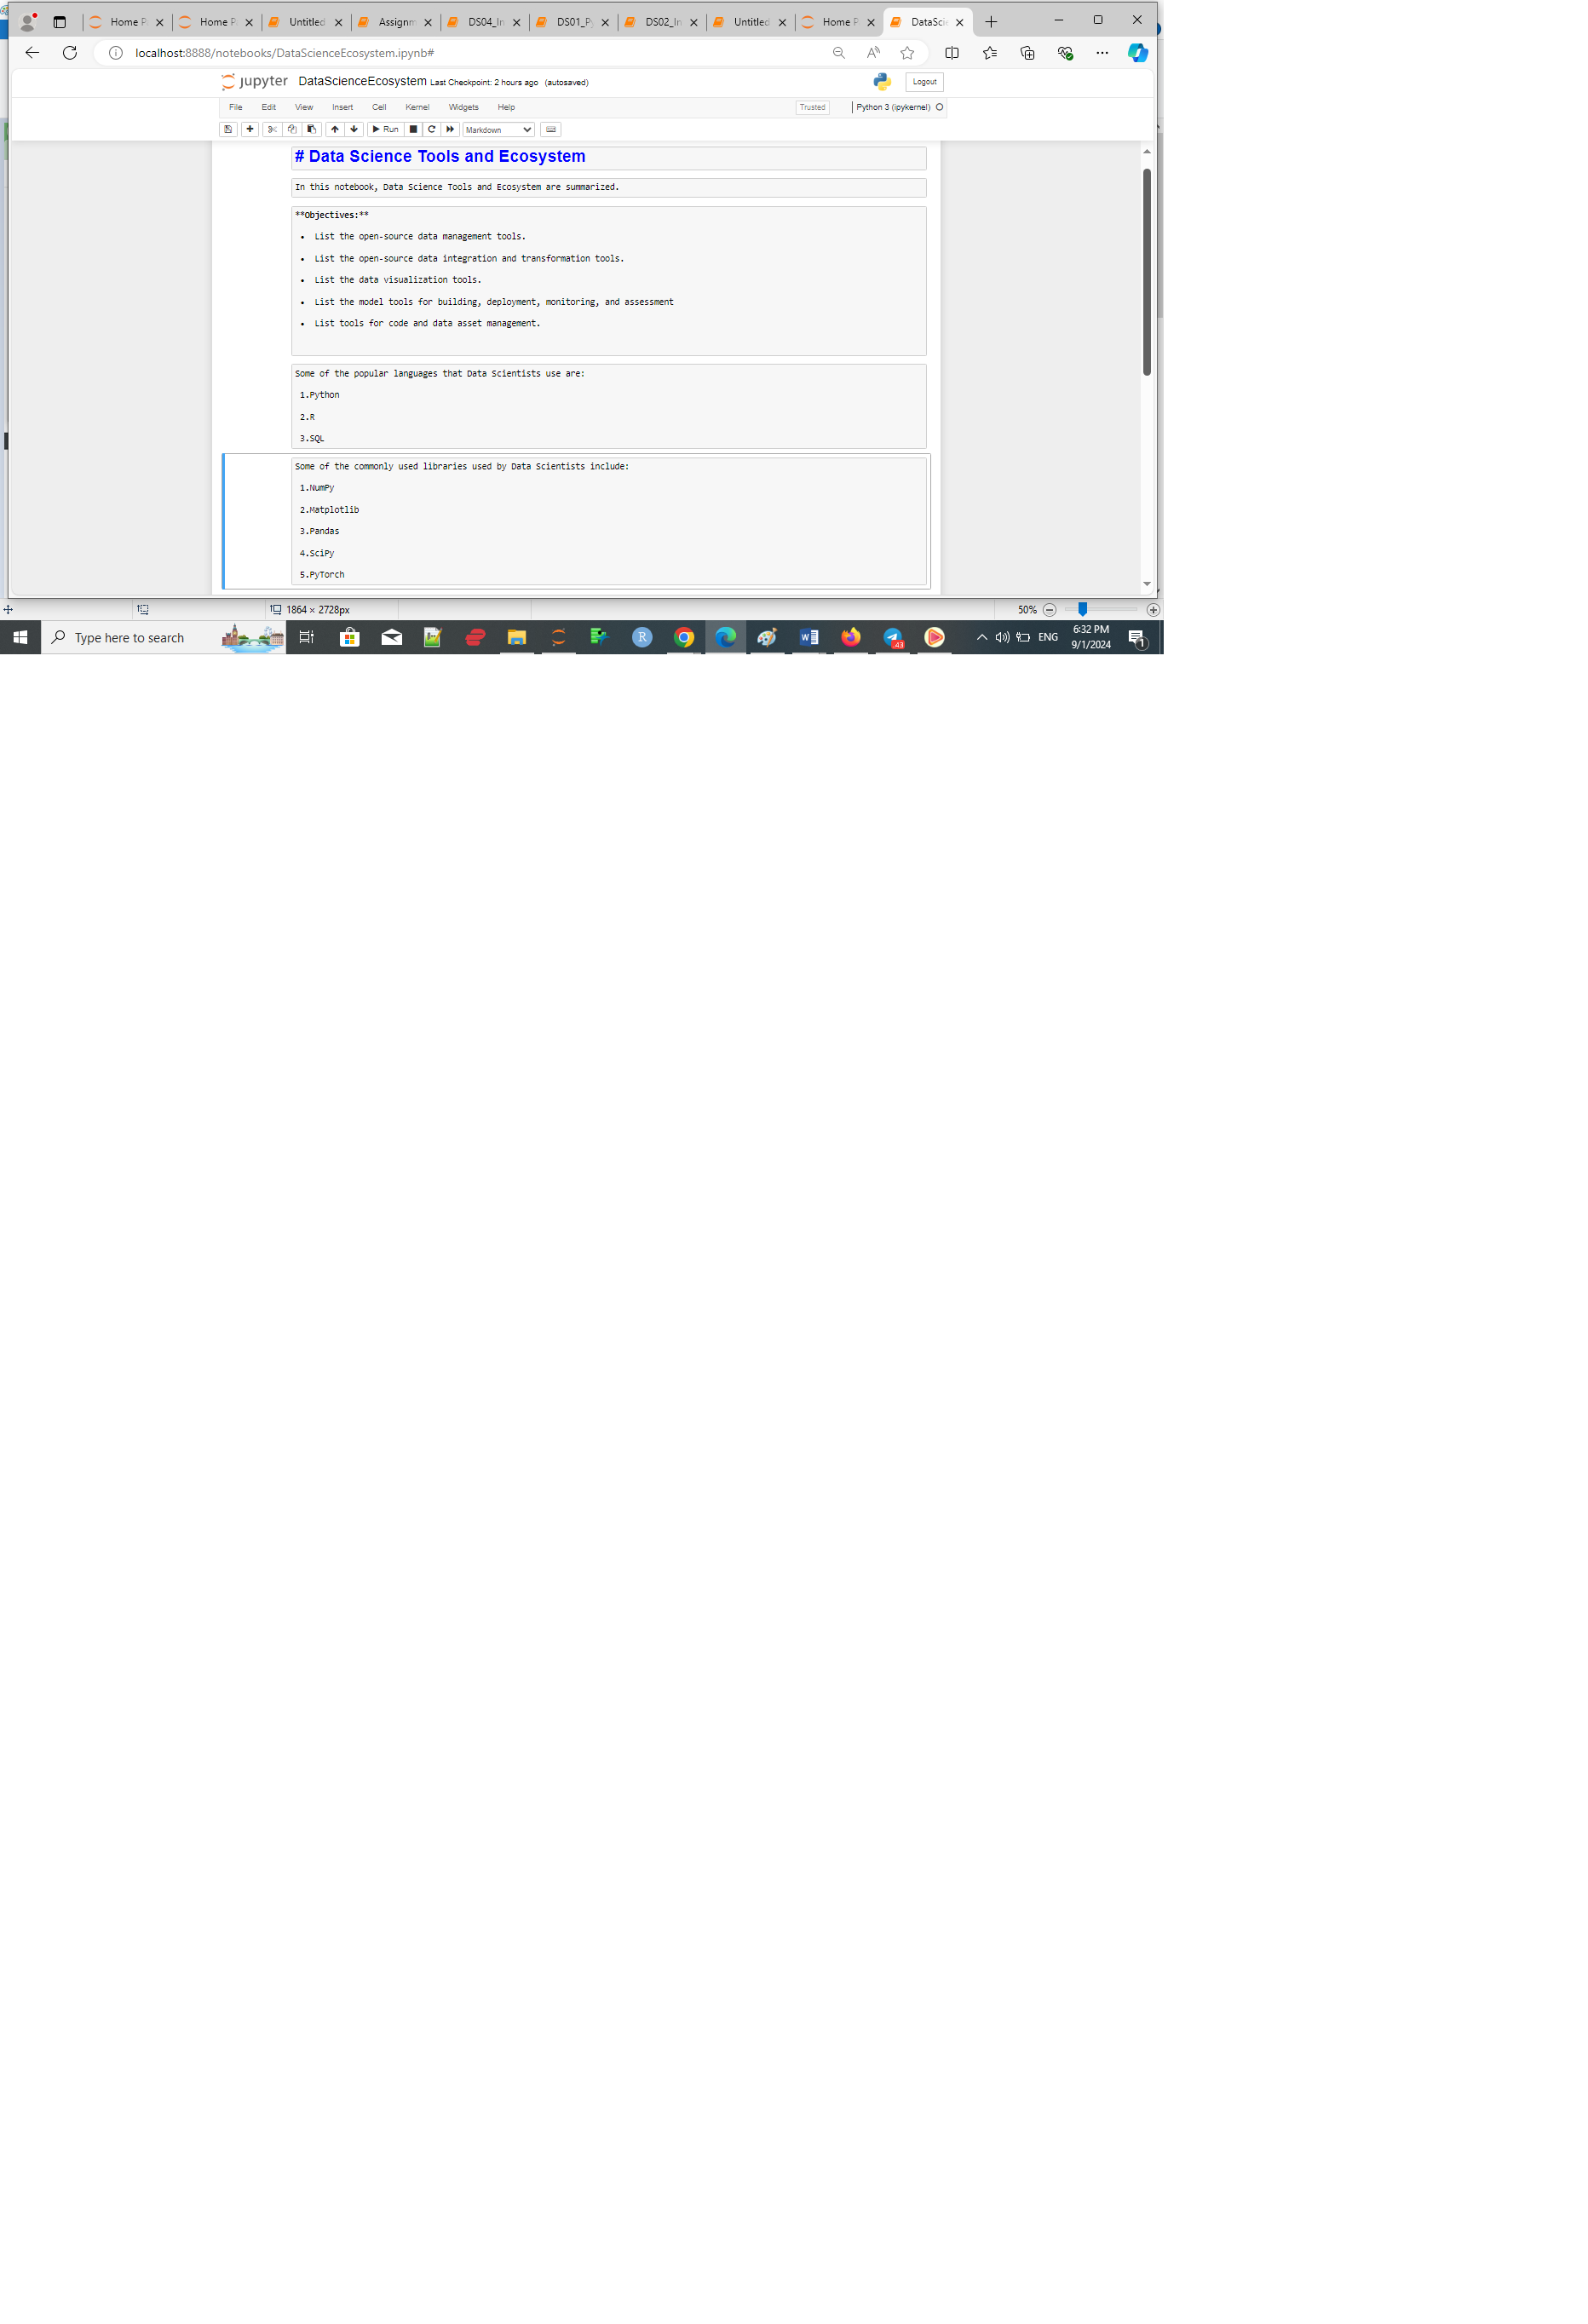 Home P
Home P
Untitled
Assignm
DS04_In
DS01_Py
DS02_In
Untitled
Home P
DataScie
localhost:8888/notebooks/DataScienceEcosystem.ipynb#
jupyter DataScienceEcosystem Last Checkpoint: 2 hours ago (autosaved)
Logout
File Edit View Insert Cell Kernel Widgets Help
Trusted
Python 3 (ipykernel)
Run
Markdown
# Data Science Tools and Ecosystem
In this notebook, Data Science Tools and Ecosystem are summarized.
**Objectives:**
• List the open-source data management tools.
• List the open-source data integration and transformation tools.
• List the data visualization tools.
• List the model tools for building, deployment, monitoring, and assessment
• List tools for code and data asset management.
Some of the popular languages that Data Scientists use are:
1.Python
2.R
3.SQL
Some of the commonly used libraries used by Data Scientists include:
1.NumPy
2.Matplotlib
3.Pandas
4.SciPy
5.PyTorch
1864 × 2728px
50%
Type here to search
R
W
43
ENG
6:32 PM
9/1/2024
1